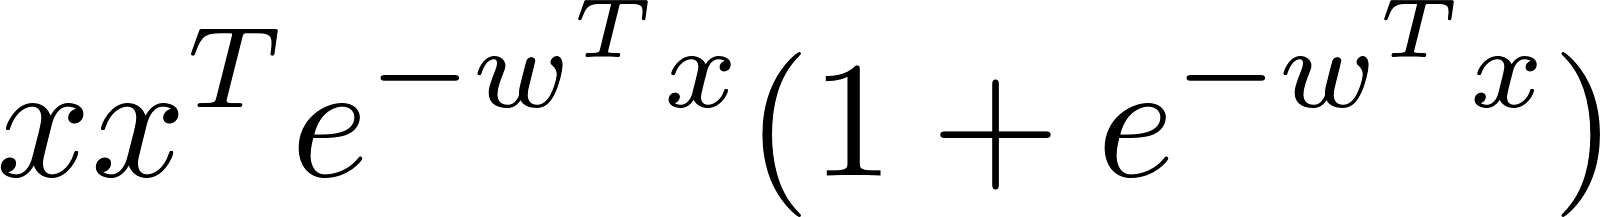 xx^T e^{-w^T x}(1 + e^{-w^T x})